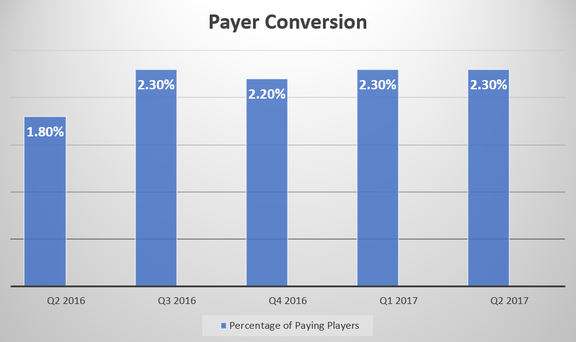 Payer Conversion
1.80%
2.30%
2.20%
2.30%
2.30%
Q2 2016
Q3 2016
Q4 2016
Q1 2017
Q2 2017
Percentage of Paying Players